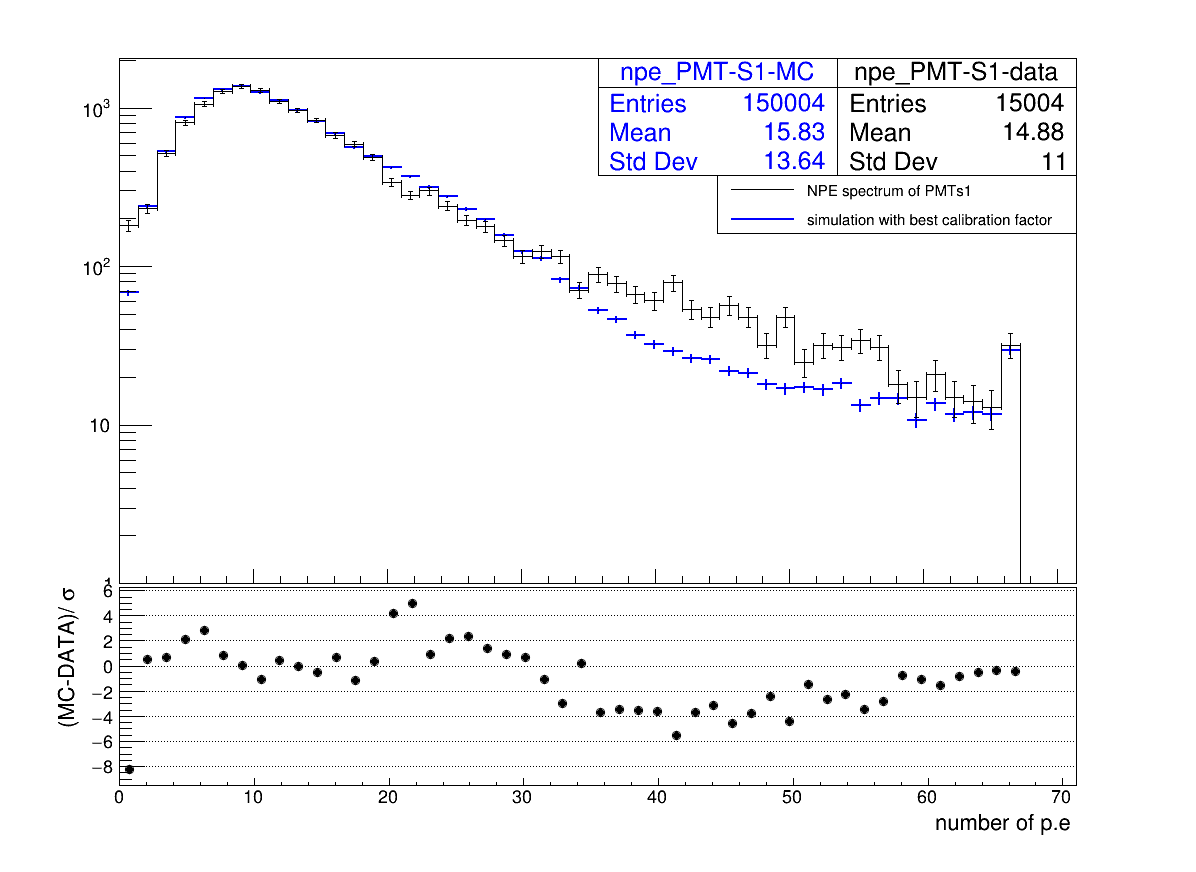 npe_PMT-S1-MC
Entries 150004
Mean 15.83
Std Dev 13.64
npe_PMT-S1-data
Entries 15004
Mean 14.88
Std Dev 11
NPE spectrum of PMTs1
simulation with best calibration factor
10³
10²
10
1
(MC-DATA)/ σ
6
4
2
0
−2
−4
−6
−8
0 10 20 30 40 50 60 70
number of p.e